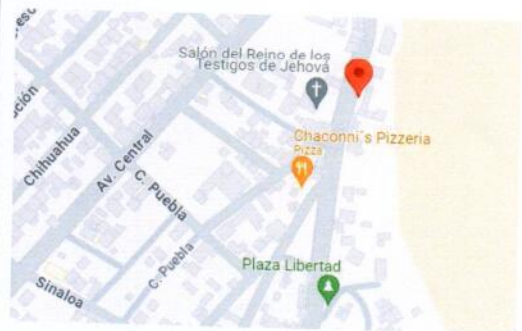 Salón del Reino de los
Testigos de Jehová
ución
Chihuahua
Av. Central
Chaconni´s Pizzeria
Pizza
C. Puebla
C. Puebla
Plaza Libertad
Sinaloa